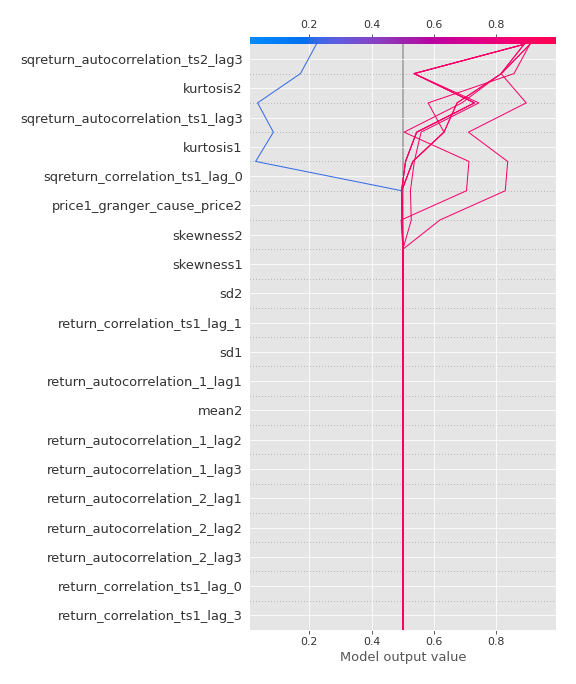 0.2 0.4 0.6 0.8
sqreturn_autocorrelation_ts2_lag3
kurtosis2
sqreturn_autocorrelation_ts1_lag3
kurtosis1
sqreturn_correlation_ts1_lag_0
price1_granger_cause_price2
skewness2
skewness1
sd2
return_correlation_ts1_lag_1
sd1
return_autocorrelation_1_lag1
mean2
return_autocorrelation_1_lag2
return_autocorrelation_1_lag3
return_autocorrelation_2_lag1
return_autocorrelation_2_lag2
return_autocorrelation_2_lag3
return_correlation_ts1_lag_0
return_correlation_ts1_lag_3
0.2 0.4 0.6 0.8
Model output value